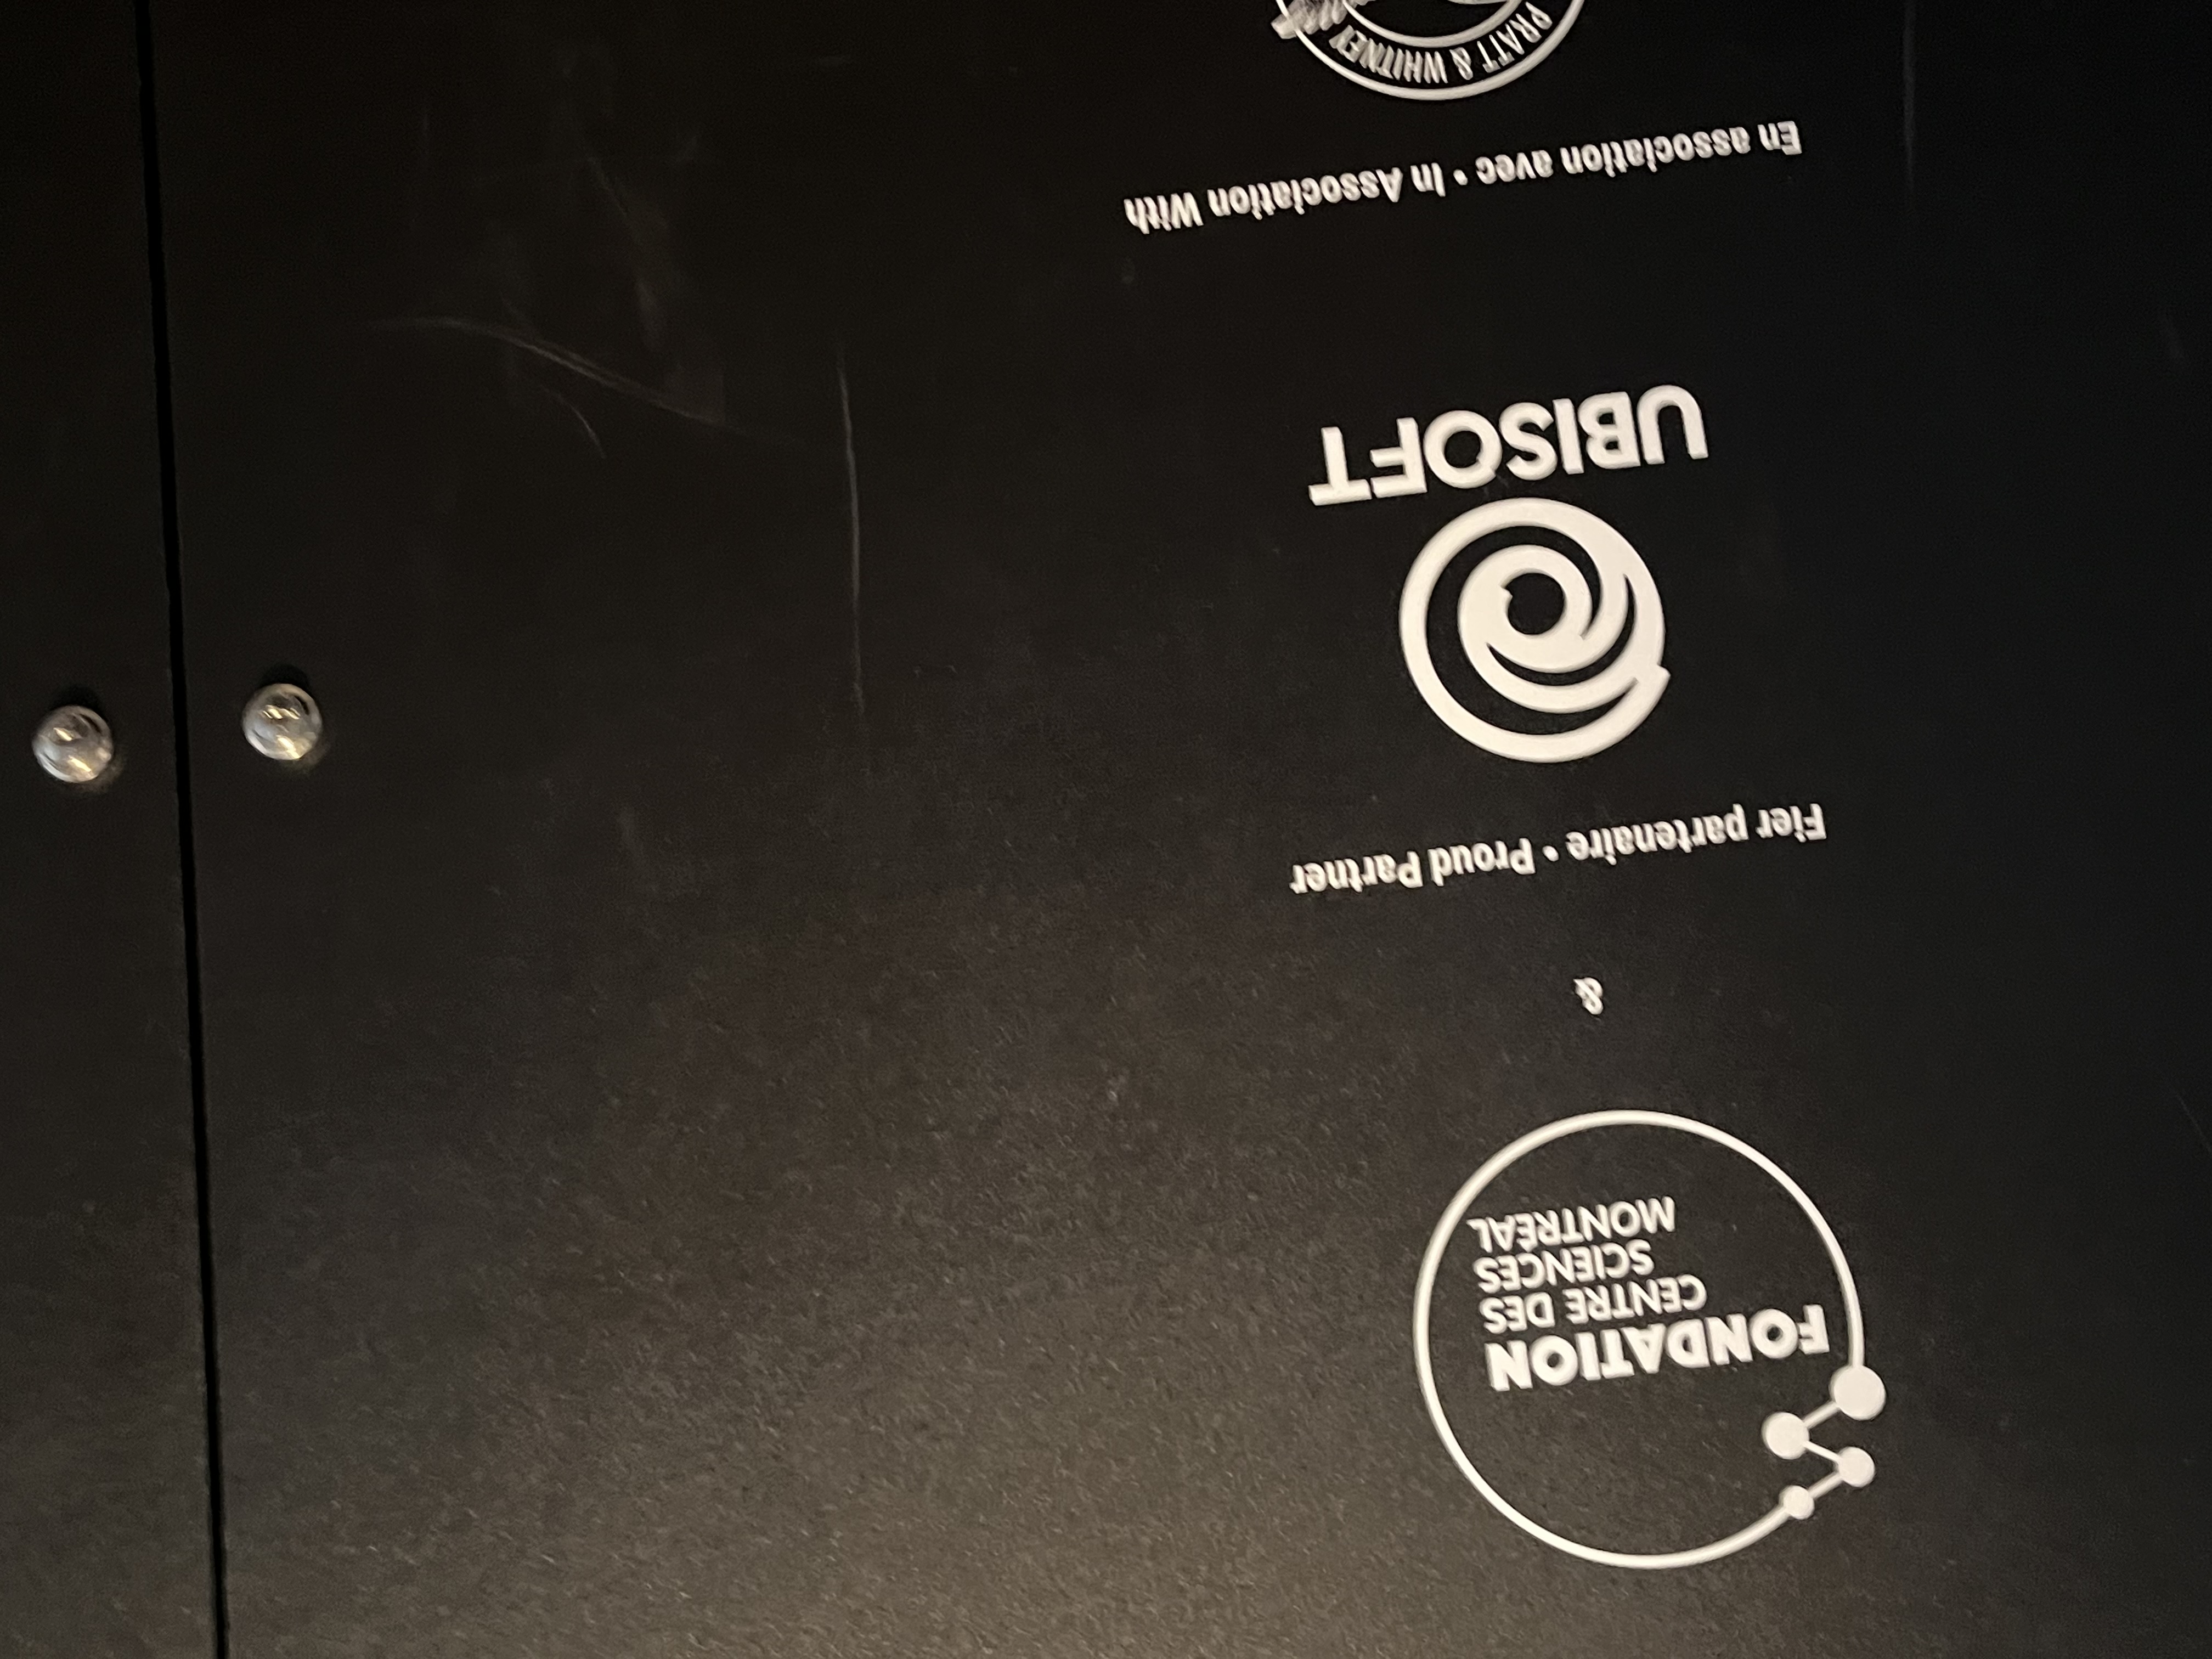 FONDATION
CENTRE DES
SCIENCES
MONTRÉAL
&
Fier partenaire • Proud Partner
UBISOFT
En association avec • In Association With
PRATT & WHITNEY